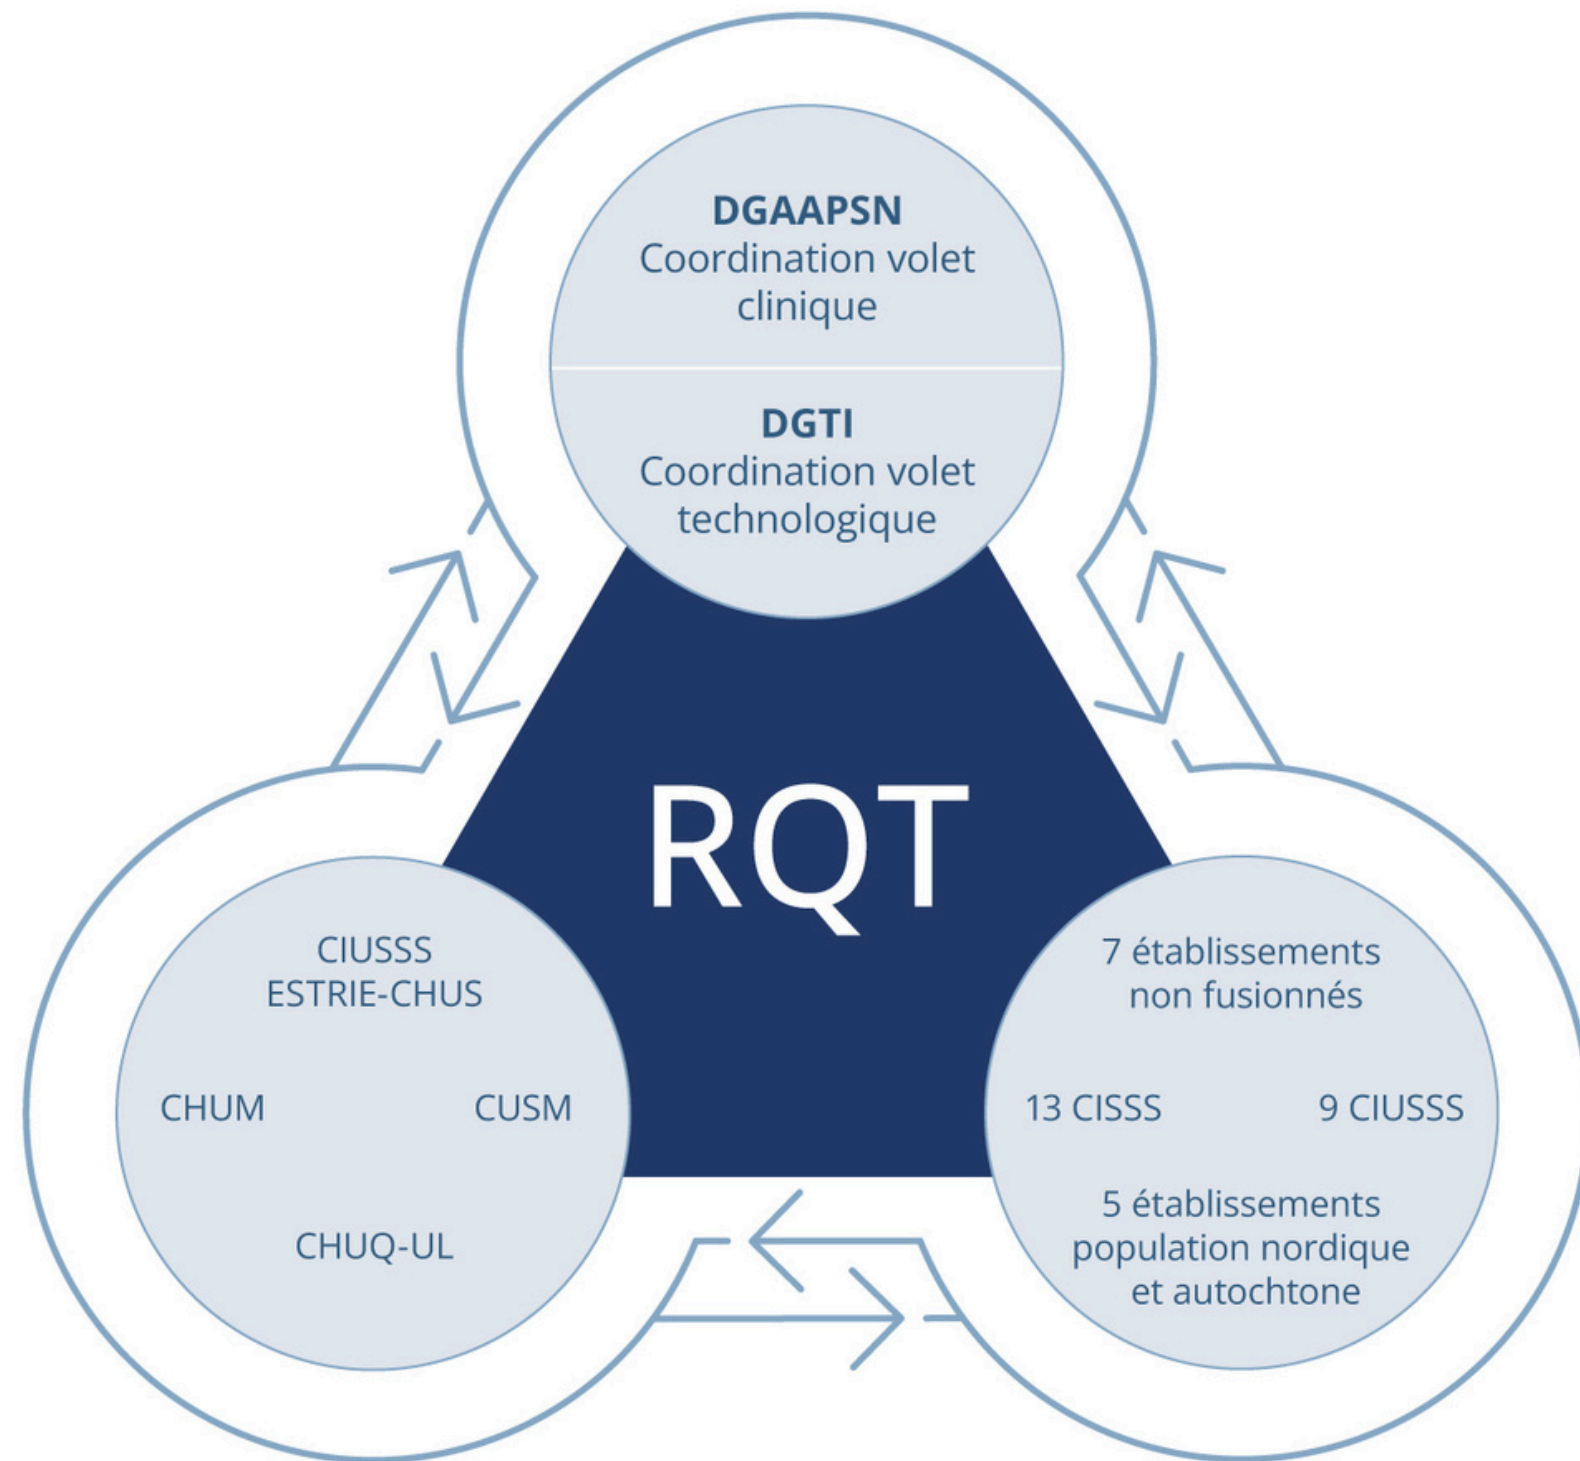 DGAAPSN
Coordination volet
clinique
DGTI
Coordination volet
technologique
RQT
CIUSSS
ESTRIE-CHUS
CHUM
CUSM
CHUQ-UL
7 établissements
non fusionnés
13 CISSS
9 CIUSSS
5 établissements
population nordique
et autochtone